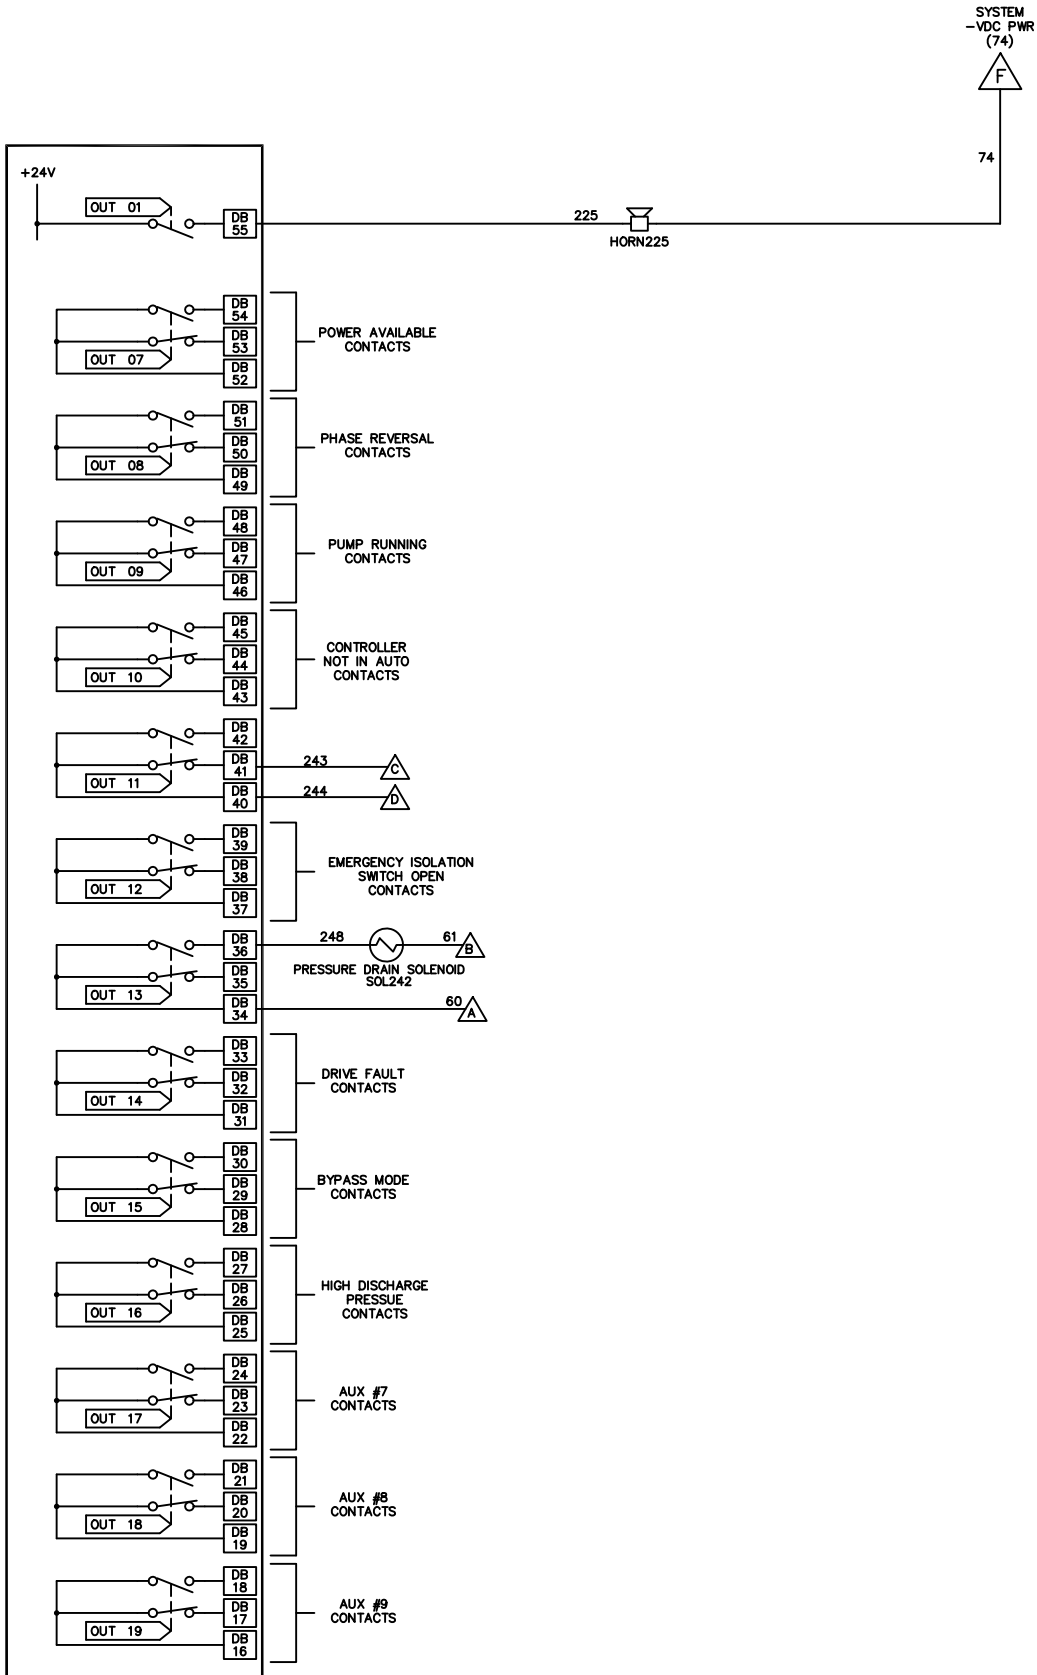 SYSTEM
-VDC PWR
(74)
F
74
+24V
OUT 01
DB
55
225
HORN225
DB
54
DB
53
OUT 07
DB
52
POWER AVAILABLE
CONTACTS
DB
51
DB
50
OUT 08
DB
49
PHASE REVERSAL
CONTACTS
DB
48
DB
47
OUT 09
DB
46
PUMP RUNNING
CONTACTS
DB
45
DB
44
OUT 10
DB
43
CONTROLLER
NOT IN AUTO
CONTACTS
DB
42
DB
41
243
C
OUT 11
DB
40
244
D
DB
39
DB
38
OUT 12
DB
37
EMERGENCY ISOLATION
SWITCH OPEN
CONTACTS
DB
36
248
61
B
PRESSURE DRAIN SOLENOID
SOL242
DB
35
OUT 13
DB
34
60
A
DB
33
DB
32
OUT 14
DB
31
DRIVE FAULT
CONTACTS
DB
30
DB
29
OUT 15
DB
28
BYPASS MODE
CONTACTS
DB
27
DB
26
OUT 16
DB
25
HIGH DISCHARGE
PRESSUE
CONTACTS
DB
24
DB
23
OUT 17
DB
22
AUX #7
CONTACTS
DB
21
DB
20
OUT 18
DB
19
AUX #8
CONTACTS
DB
18
DB
17
OUT 19
DB
16
AUX #9
CONTACTS